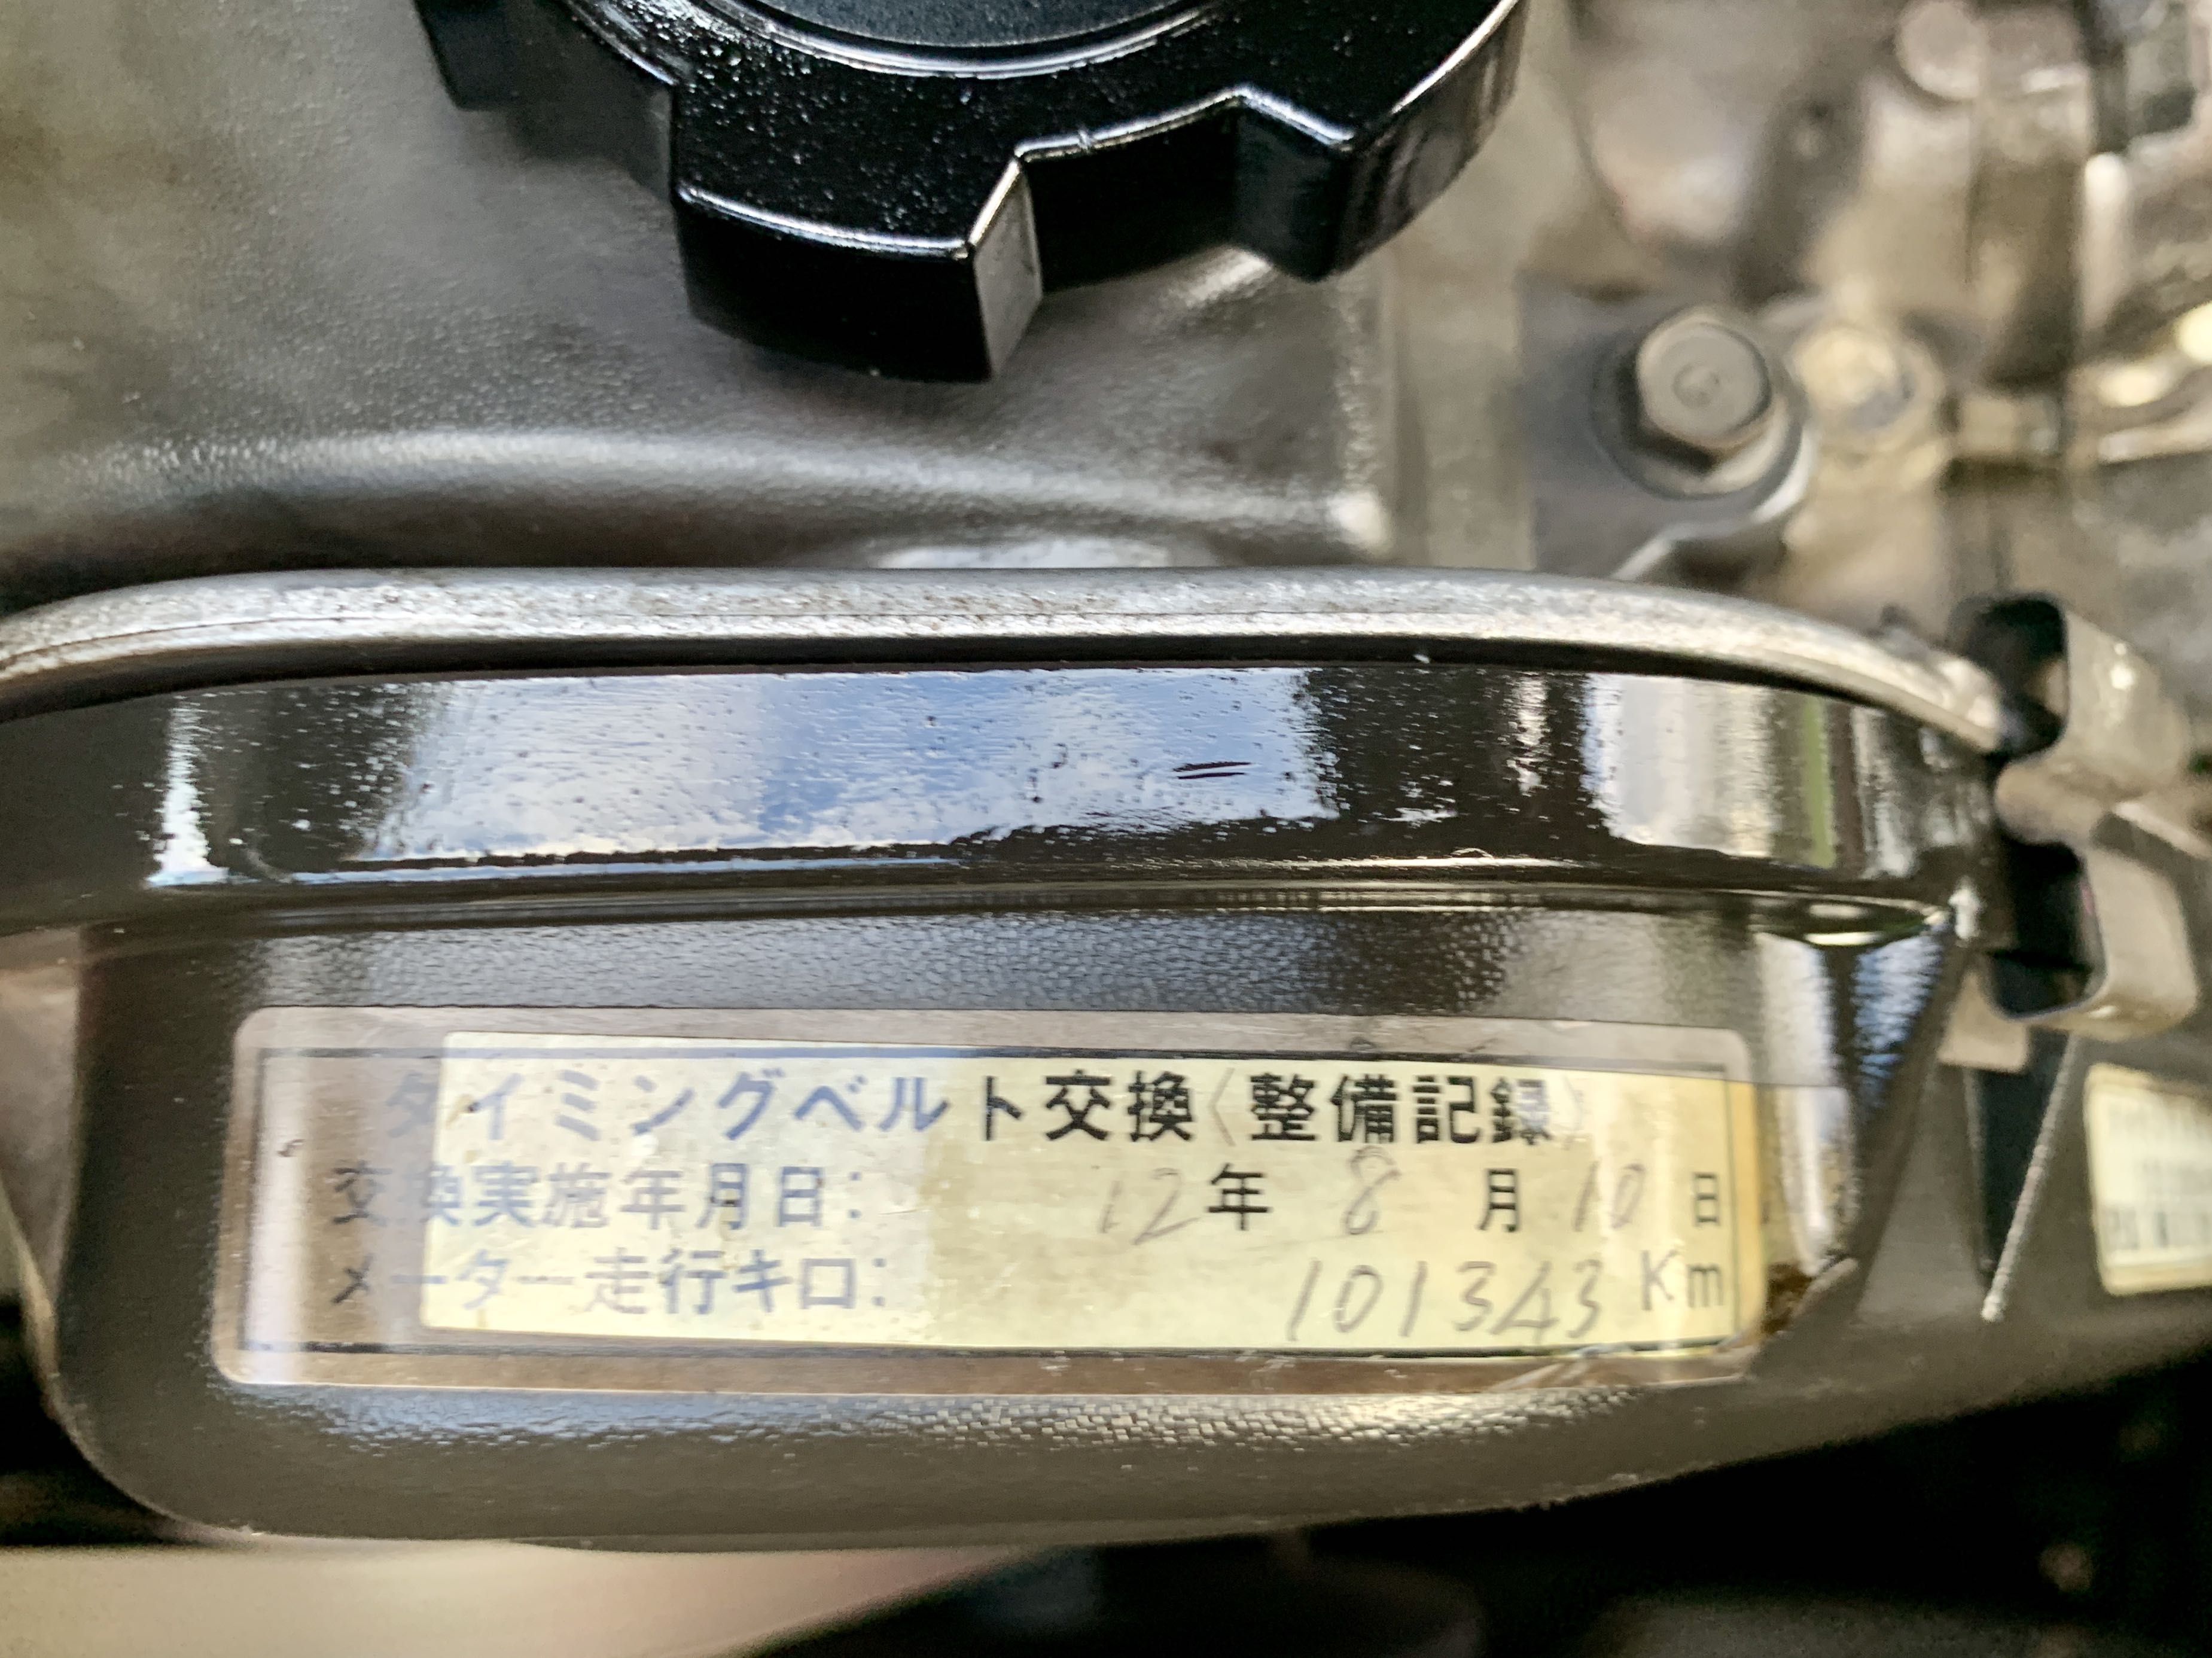 タイミングベルト交換〈整備記録〉
交換実施年月日: 12年 8月 10日
メーター走行キロ: 101343 Km